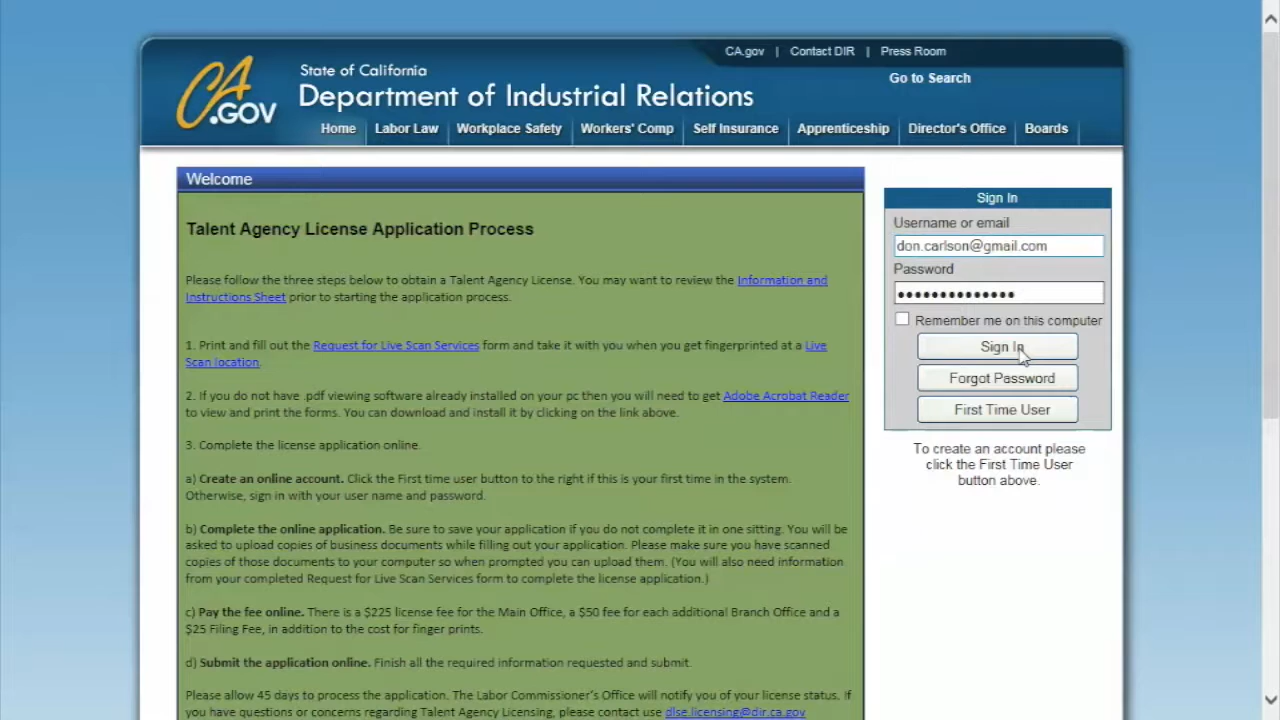 CA.gov | Contact DIR | Press Room
Go to Search
CA
.GOV
State of California
Department of Industrial Relations
Home Labor Law Workplace Safety Workers' Comp Self Insurance Apprenticeship Director's Office Boards
Welcome
Talent Agency License Application Process
Please follow the three steps below to obtain a Talent Agency License. You may want to review the Information and
Instructions Sheet prior to starting the application process.
1. Print and fill out the Request for Live Scan Services form and take it with you when you get fingerprinted at a Live
Scan location.
2. If you do not have .pdf viewing software already installed on your pc then you will need to get Adobe Acrobat Reader
to view and print the forms. You can download and install it by clicking on the link above.
3. Complete the license application online.
a) Create an online account. Click the First time user button to the right if this is your first time in the system.
Otherwise, sign in with your user name and password.
b) Complete the online application. Be sure to save your application if you do not complete it in one sitting. You will be
asked to upload copies of business documents while filling out your application. Please make sure you have scanned
copies of those documents to your computer so when prompted you can upload them. (You will also need information
from your completed Request for Live Scan Services form to complete the license application.)
c) Pay the fee online. There is a $225 license fee for the Main Office, a $50 fee for each additional Branch Office and a
$25 Filing Fee, in addition to the cost for finger prints.
d) Submit the application online. Finish all the required information requested and submit.
Please allow 45 days to process the application. The Labor Commissioner's Office will notify you of your license status. If
you have questions or concerns regarding Talent Agency Licensing, please contact use dlse.licensing@dir.ca.gov
Sign In
Username or email
don.carlson@gmail.com
Password
••••••••••••••
Remember me on this computer
Sign In
Forgot Password
First Time User
To create an account please
click the First Time User
button above.